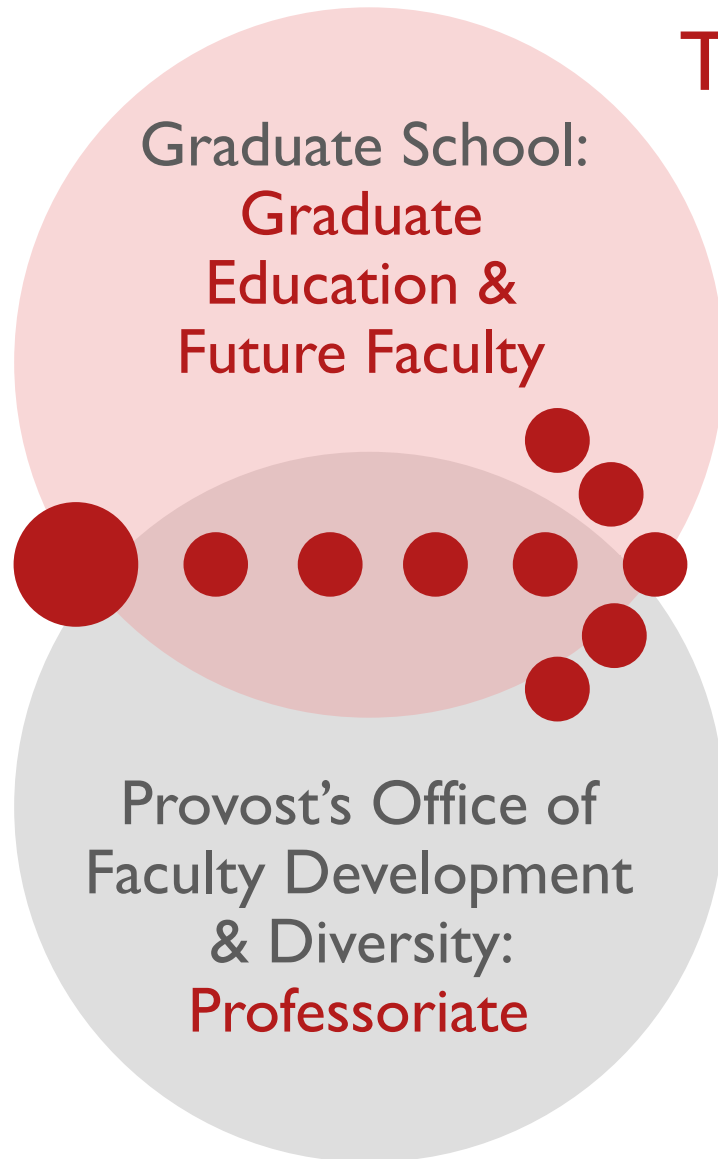 T
Graduate School:
Graduate
Education &
Future Faculty
Provost's Office of
Faculty Development
& Diversity:
Professoriate